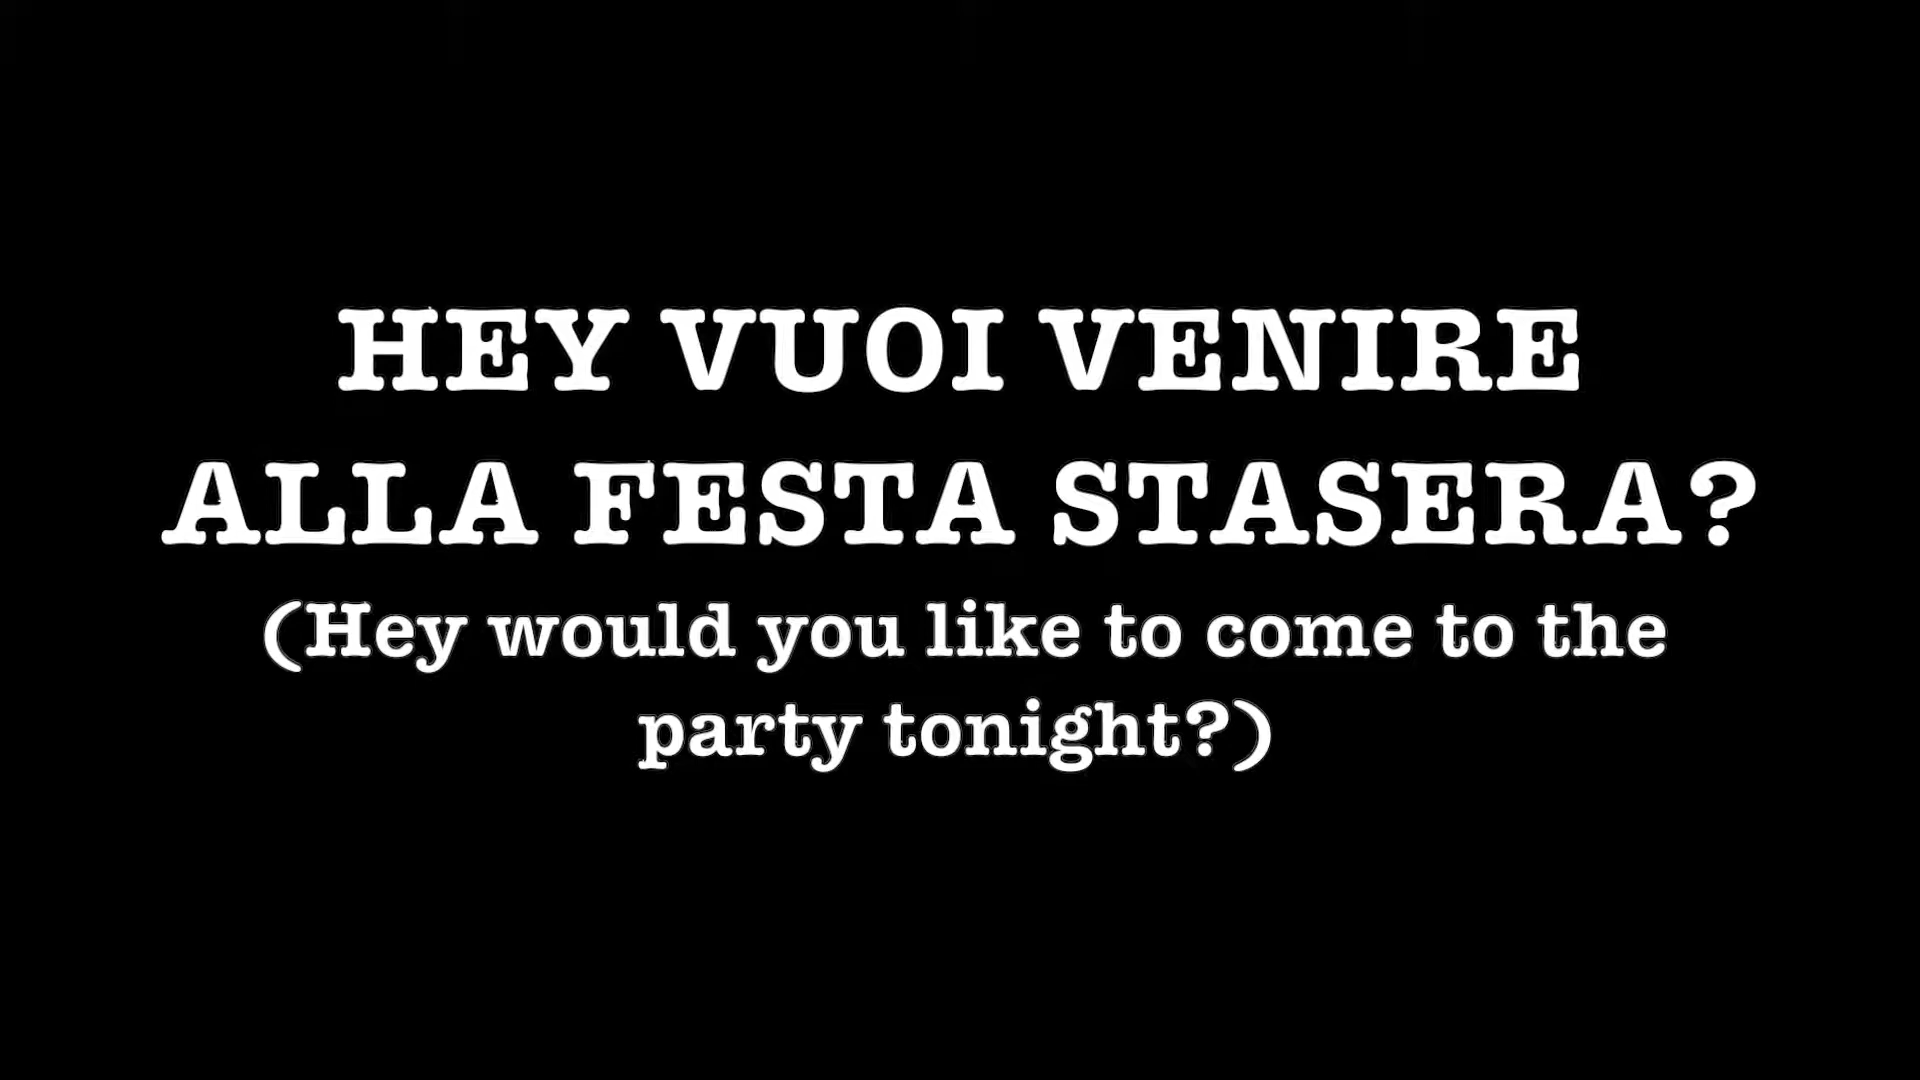 HEY VUOI VENIRE
ALLA FESTA STASERA?
(Hey would you like to come to the
party tonight?)